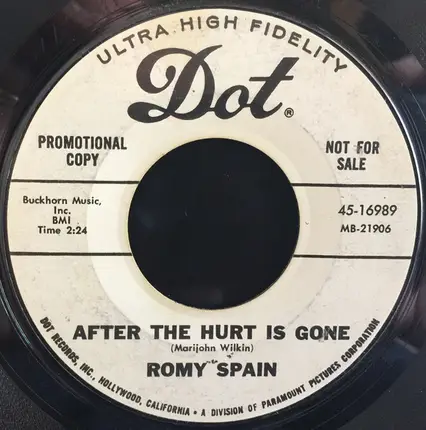 ULTRA HIGH FIDELITY
Dot®
PROMOTIONAL
COPY
NOT FOR
SALE
Buckhorn Music,
Inc.
BMI
Time 2:24
45-16989
MB-21906
AFTER THE HURT IS GONE
(Marijohn Wilkin)
ROMY SPAIN
DOT RECORDS, INC., HOLLYWOOD, CALIFORNIA • A DIVISION OF PARAMOUNT PICTURES CORPORATION